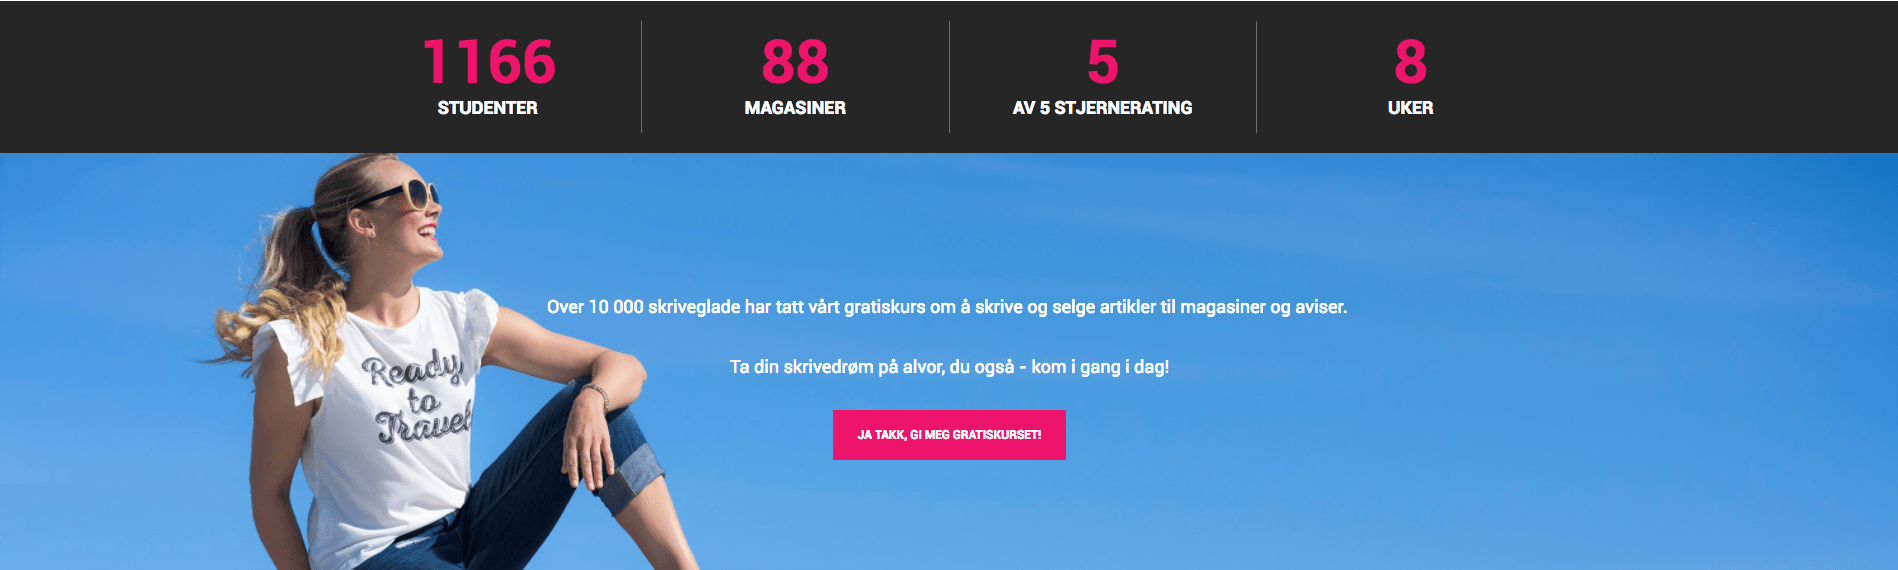 1166
STUDENTER
88
MAGASINER
5
AV 5 STJERNERATING
8
UKER
Over 10 000 skriveglade har tatt vårt gratiskurs om å skrive og selge artikler til magasiner og aviser.
Ta din skrivedrøm på alvor, du også - kom i gang i dag!
JA TAKK, GI MEG GRATISKURSET!
Ready
to
Travel